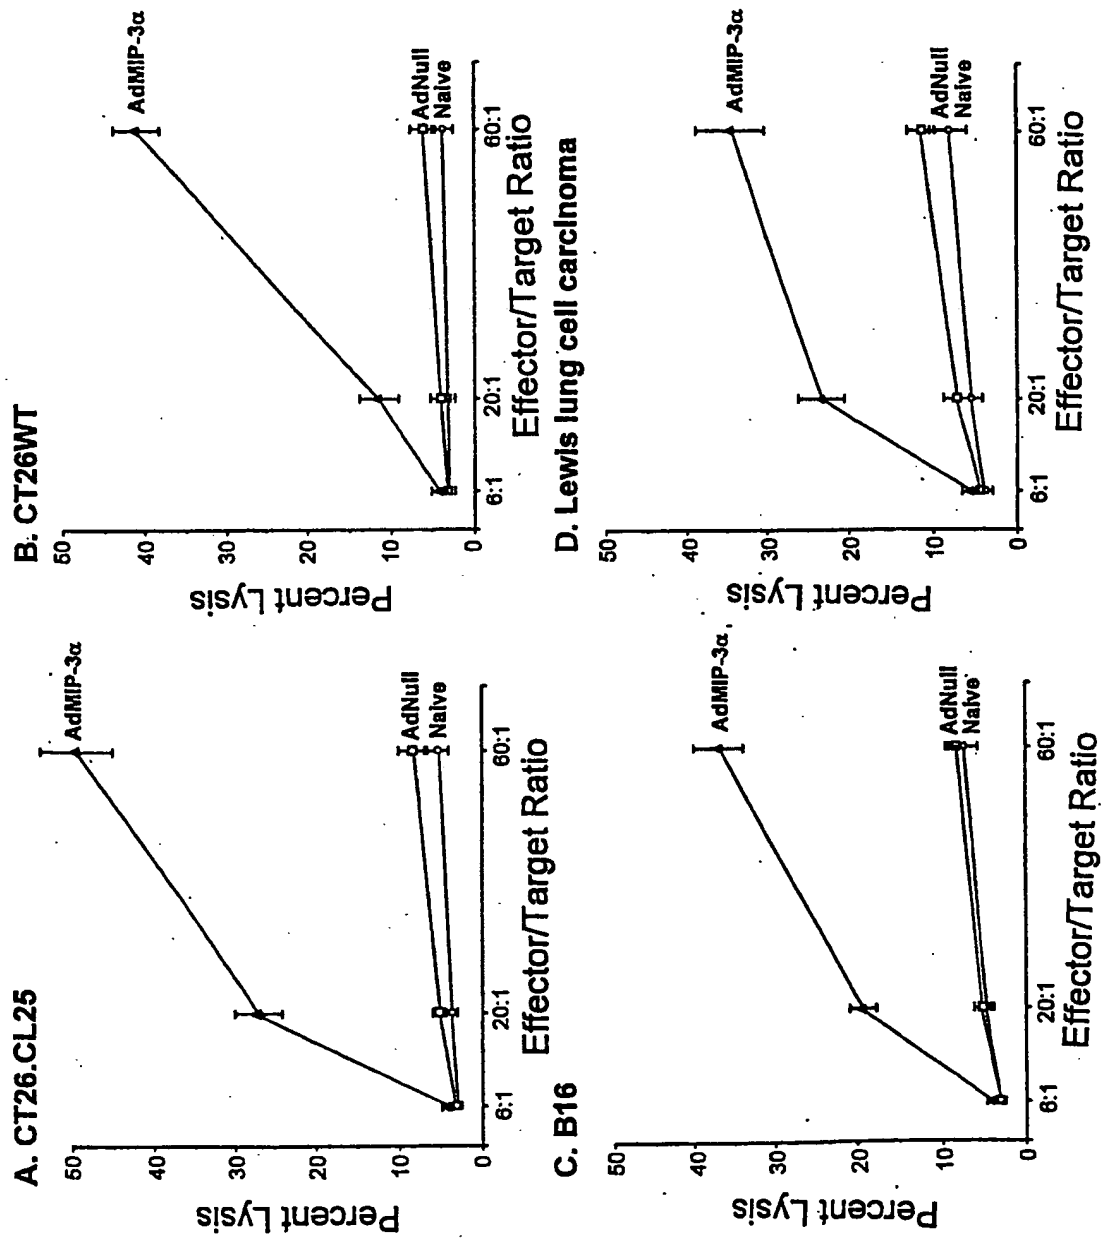 A. CT26.CL25
Percent Lysis
50
40
30
20
10
0
AdMIP-3α
AdNull
Naive
6:1
20:1
60:1
Effector/Target Ratio
B. CT26WT
Percent Lysis
50
40
30
20
10
0
AdMIP-3α
AdNull
Naive
6:1
20:1
60:1
Effector/Target Ratio
C. B16
Percent Lysis
50
40
30
20
10
0
AdMIP-3α
AdNull
Naive
6:1
20:1
60:1
Effector/Target Ratio
D. Lewis lung cell carcinoma
Percent Lysis
50
40
30
20
10
0
AdMIP-3α
AdNull
Naive
6:1
20:1
60:1
Effector/Target Ratio